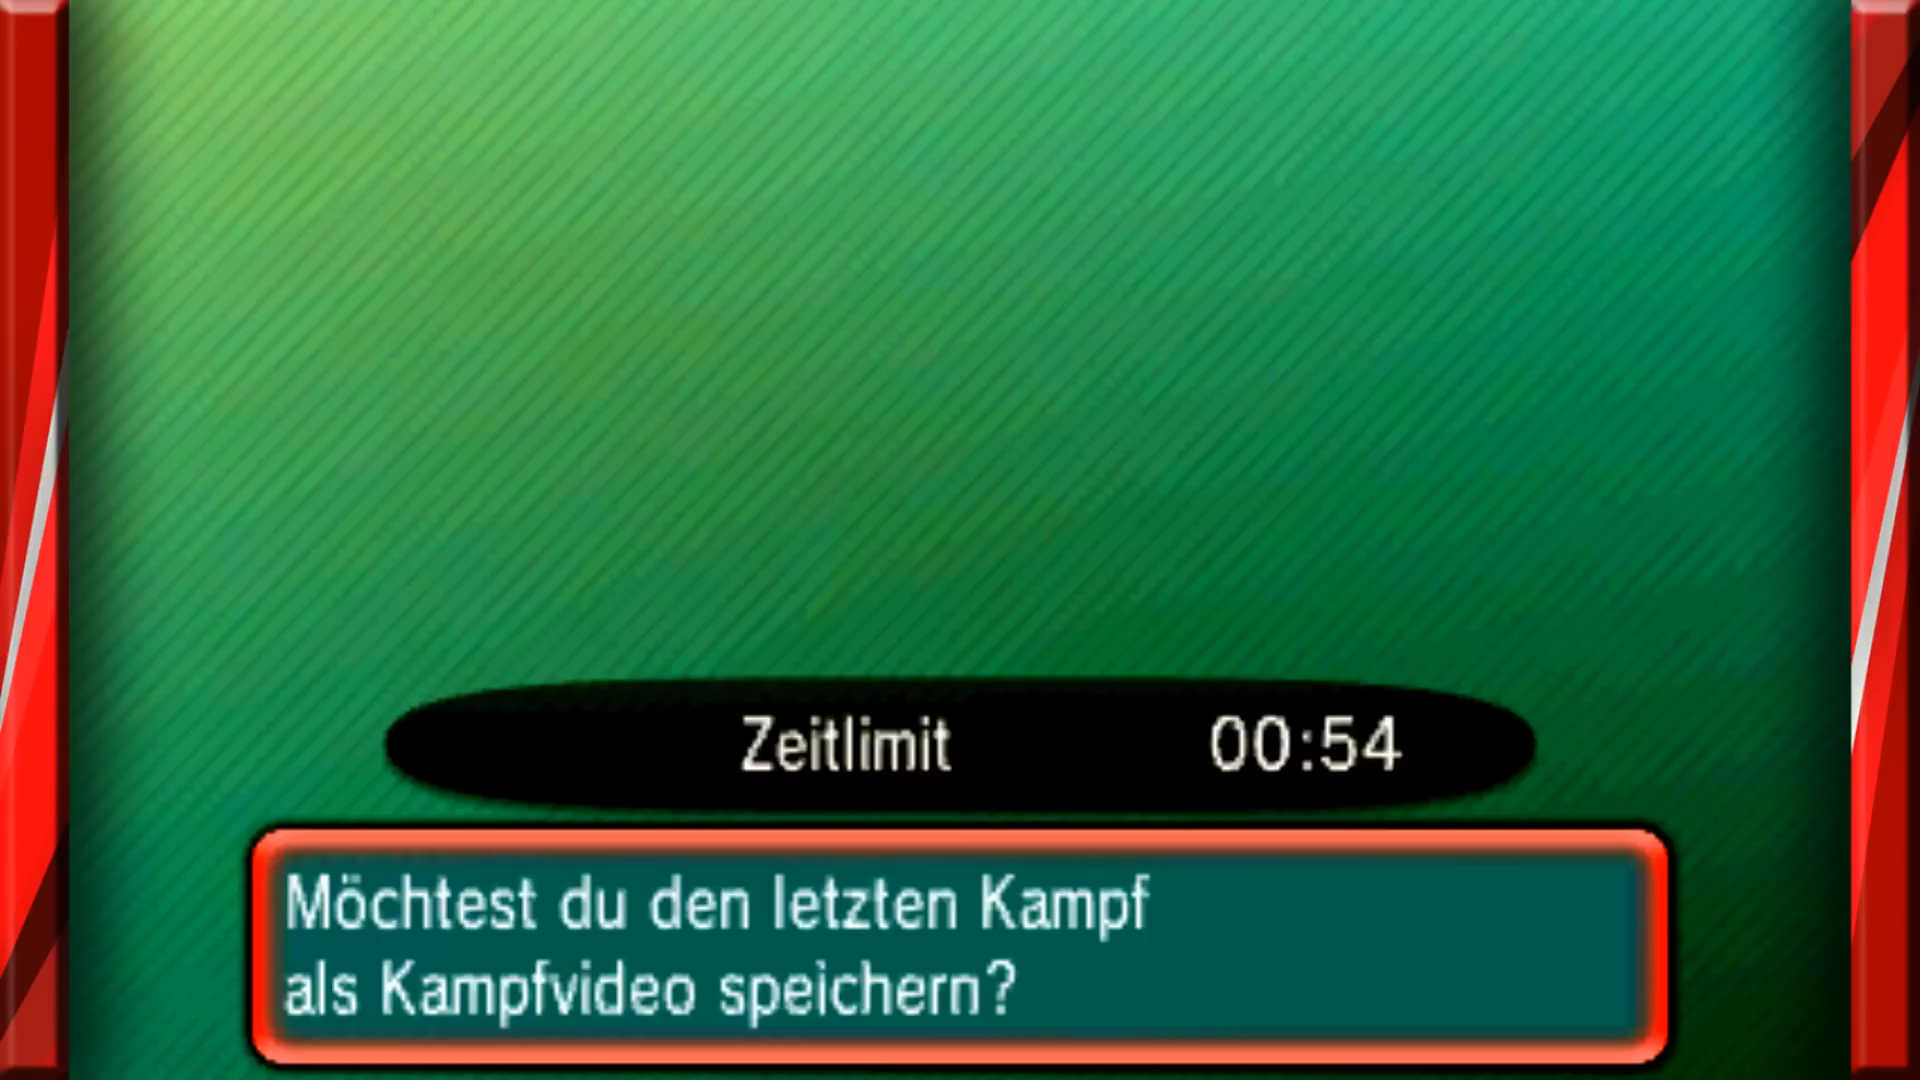 Zeitlimit 00:54
Möchtest du den letzten Kampf
als Kampfvideo speichern?